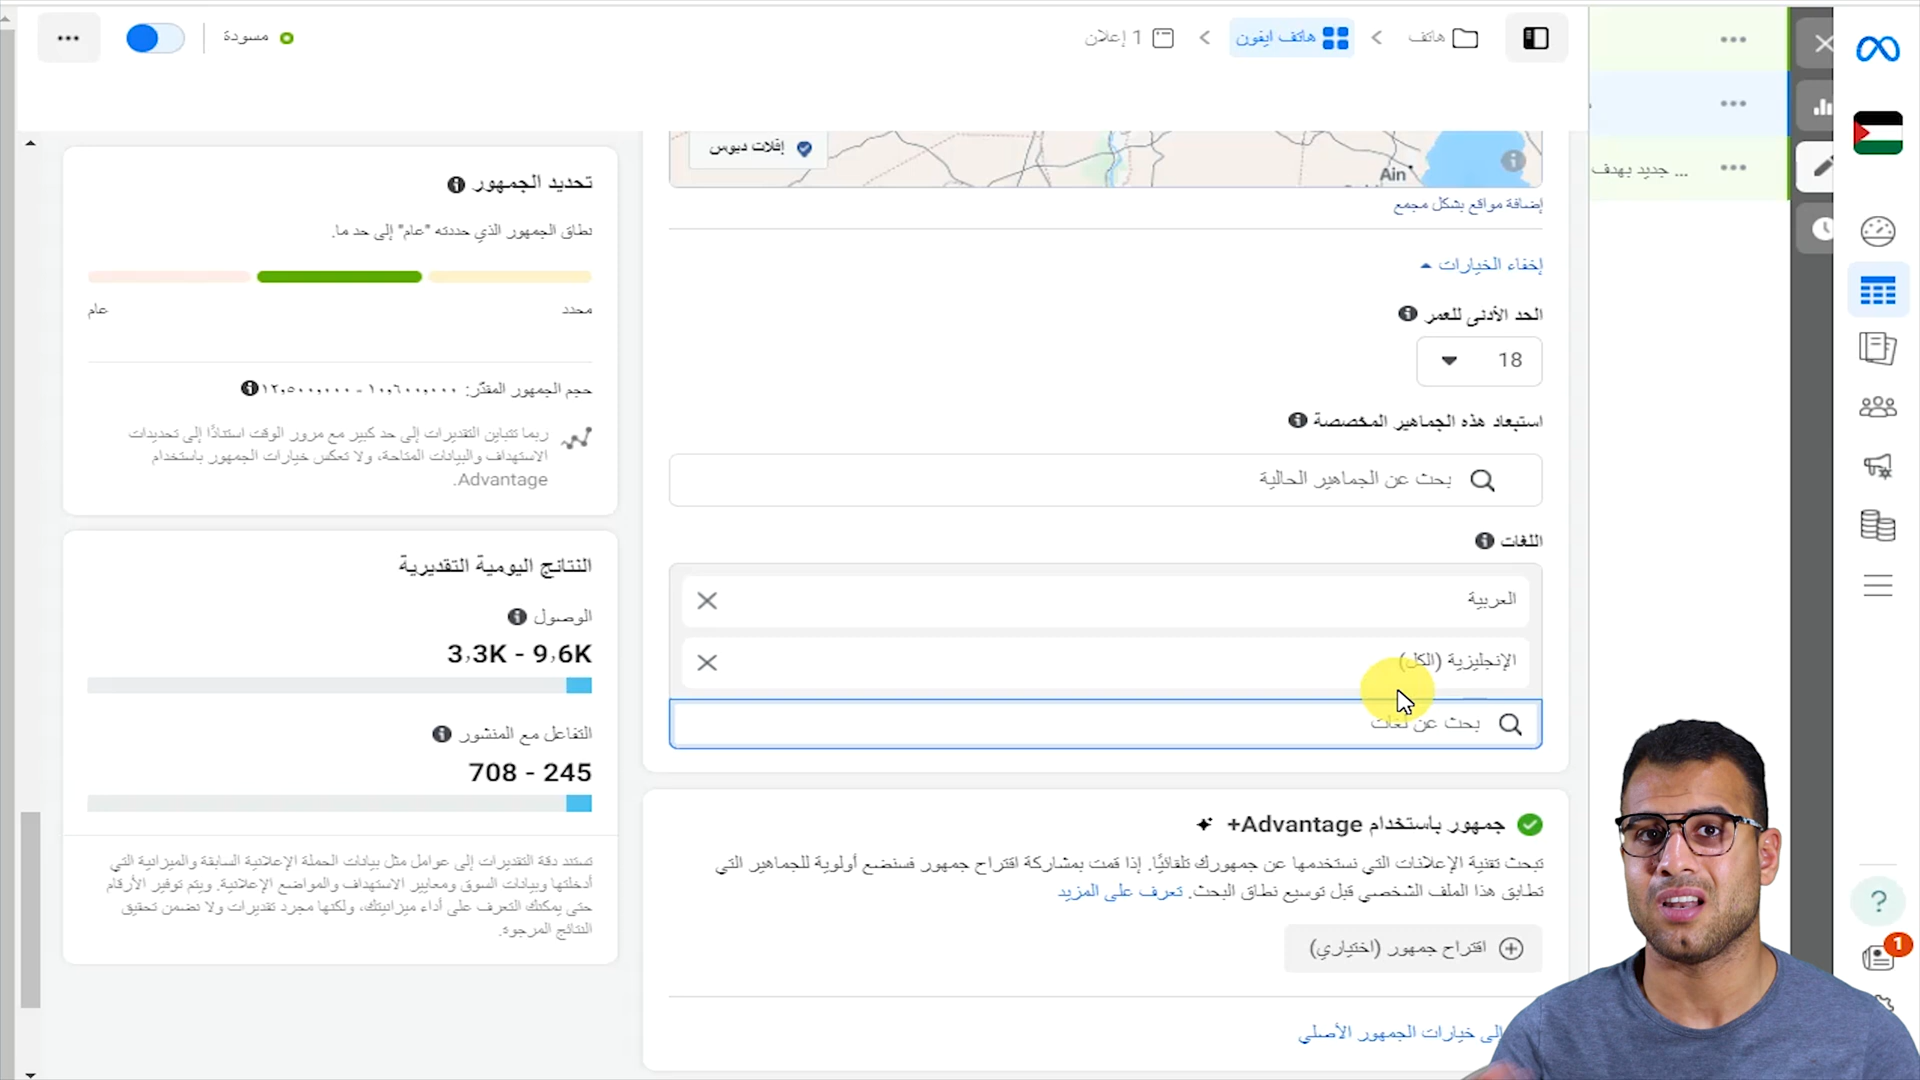 هاتف
هاتف ايفون
1 إعلان
مسودة
... جديد بهدف
إفلات دبوس
Ain
إضافة مواقع بشكل مجمع
إخفاء الخيارات
الحد الأدنى للعمر
18
استبعاد هذه الجماهير المخصصة
بحث عن الجماهير الحالية
اللغات
العربية
الإنجليزية (الكل)
بحث عن لغات
جمهور باستخدام Advantage+
تبحث تقنية الإعلانات التي نستخدمها عن جمهورك تلقائيًا. إذا قمت بمشاركة اقتراح جمهور فسنضع أولوية للجماهير التي
تطابق هذا الملف الشخصي قبل توسيع نطاق البحث. تعرف على المزيد
اقتراح جمهور (اختياري)
إلى خيارات الجمهور الأصلي
تحديد الجمهور
نطاق الجمهور الذي حددته "عام" إلى حد ما.
محدد
عام
حجم الجمهور المقدّر: ١٠,٦٠٠,٠٠٠ - ١٢,٥٠٠,٠٠٠
ربما تتباين التقديرات إلى حد كبير مع مرور الوقت استنادًا إلى تحديدات
الاستهداف والبيانات المتاحة، ولا تعكس خيارات الجمهور باستخدام
Advantage.
النتائج اليومية التقديرية
الوصول
3,3K - 9,6K
التفاعل مع المنشور
245 - 708
تستند دقة التقديرات إلى عوامل مثل بيانات الحملة الإعلانية السابقة والميزانية التي
أدخلتها وبيانات السوق ومعايير الاستهداف والمواضع الإعلانية. ويتم توفير الأرقام
حتى يمكنك التعرف على أداء ميزانيتك، ولكنها مجرد تقديرات ولا نضمن تحقيق
النتائج المرجوة.
1